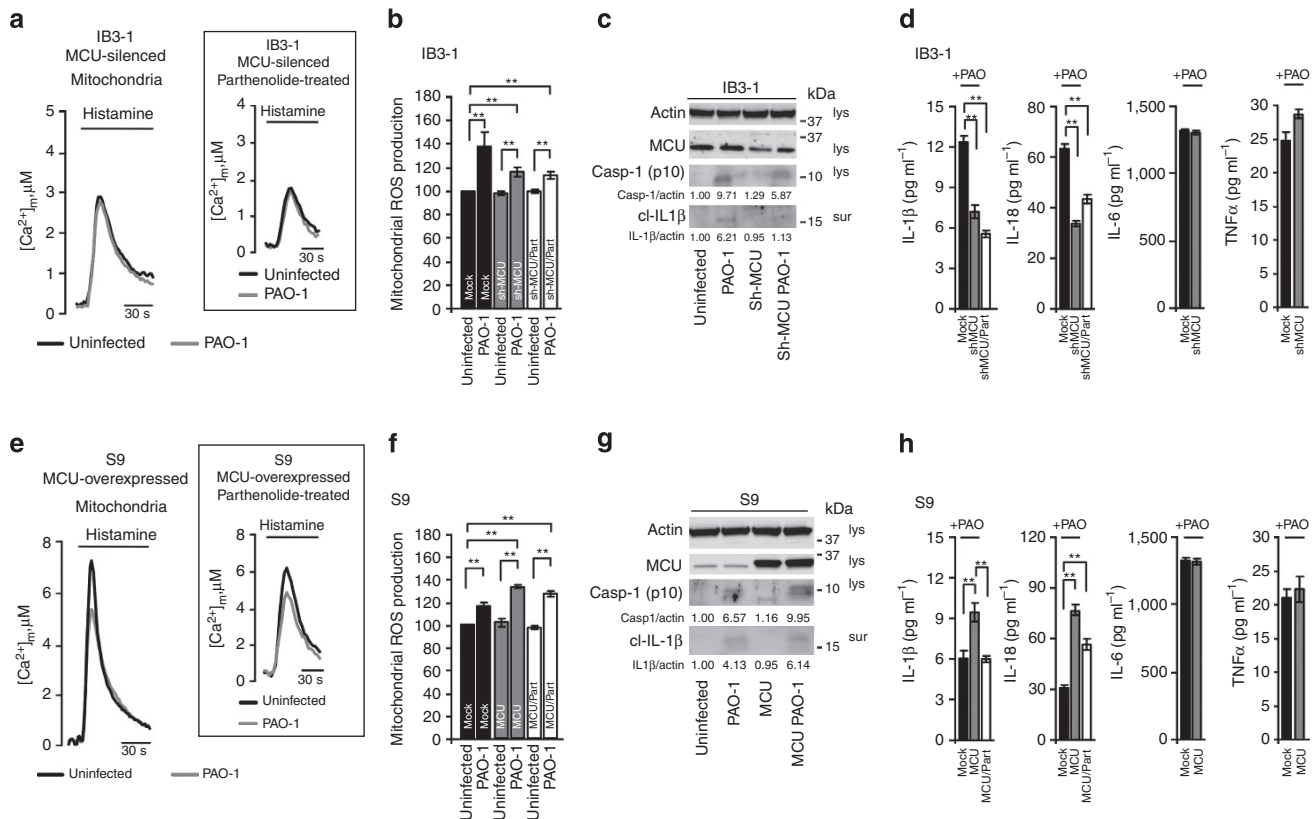 a
IB3-1
MCU-silenced
Mitochondria
Histamine
[Ca2+]m,μM
5
4
3
2
1
0
30 s
Uninfected
PAO-1
IB3-1
MCU-silenced
Parthenolide-treated
Histamine
[Ca2+]m,μM
4
3
2
1
0
30 s
Uninfected
PAO-1
b
IB3-1
Mitochondrial ROS produciton
180
160
140
120
100
80
60
40
20
0
**
**
**
**
**
Mock
Mock
sh-MCU
sh-MCU
sh-MCU/Part
sh-MCU/Part
Uninfected
PAO-1
Uninfected
PAO-1
Uninfected
PAO-1
c
IB3-1
kDa
Actin
37
lys
MCU
37
lys
Casp-1 (p10)
10
lys
Casp-1/actin 1.00 9.71 1.29 5.87
cl-IL1β
15
sur
IL-1β/actin 1.00 6.21 0.95 1.13
Uninfected
PAO-1
Sh-MCU
Sh-MCU PAO-1
d
IB3-1
+PAO
IL-1β (pg ml−1)
15
12
9
6
3
0
**
**
Mock
shMCU
shMCU/Part
+PAO
IL-18 (pg ml−1)
80
60
40
20
0
**
**
Mock
shMCU
shMCU/Part
+PAO
IL-6 (pg ml−1)
1,500
1,000
500
0
Mock
shMCU
+PAO
TNFα (pg ml−1)
30
25
20
15
10
5
0
Mock
shMCU
e
S9
MCU-overexpressed
Mitochondria
Histamine
[Ca2+]m,μM
8
6
4
2
0
30 s
Uninfected
PAO-1
S9
MCU-overexpressed
Parthenolide-treated
Histamine
[Ca2+]m,μM
8
6
4
2
0
30 s
Uninfected
PAO-1
f
S9
Mitochondrial ROS production
180
160
140
120
100
80
60
40
20
0
**
**
**
**
**
Mock
Mock
MCU
MCU
MCU/Part
MCU/Part
Uninfected
PAO-1
Uninfected
PAO-1
Uninfected
PAO-1
g
S9
kDa
Actin
37
lys
MCU
37
lys
Casp-1 (p10)
10
lys
Casp1/actin 1.00 6.57 1.16 9.95
cl-IL-1β
15
sur
IL1β/actin 1.00 4.13 0.95 6.14
Uninfected
PAO-1
MCU
MCU PAO-1
h
S9
+PAO
IL-1β (pg ml−1)
15
12
9
6
3
0
**
**
Mock
MCU
MCU/Part
+PAO
IL-18 (pg ml−1)
120
90
60
30
0
**
**
Mock
MCU
MCU/Part
+PAO
IL-6 (pg ml−1)
1,500
1,000
500
0
Mock
MCU
+PAO
TNFα (pg ml−1)
30
25
20
15
10
5
0
Mock
MCU